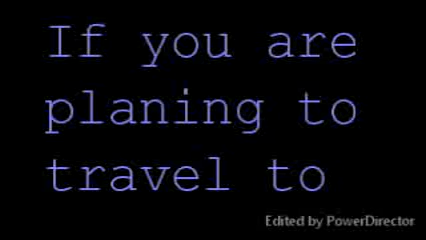 If you are
planing to
travel to
Edited by PowerDirector